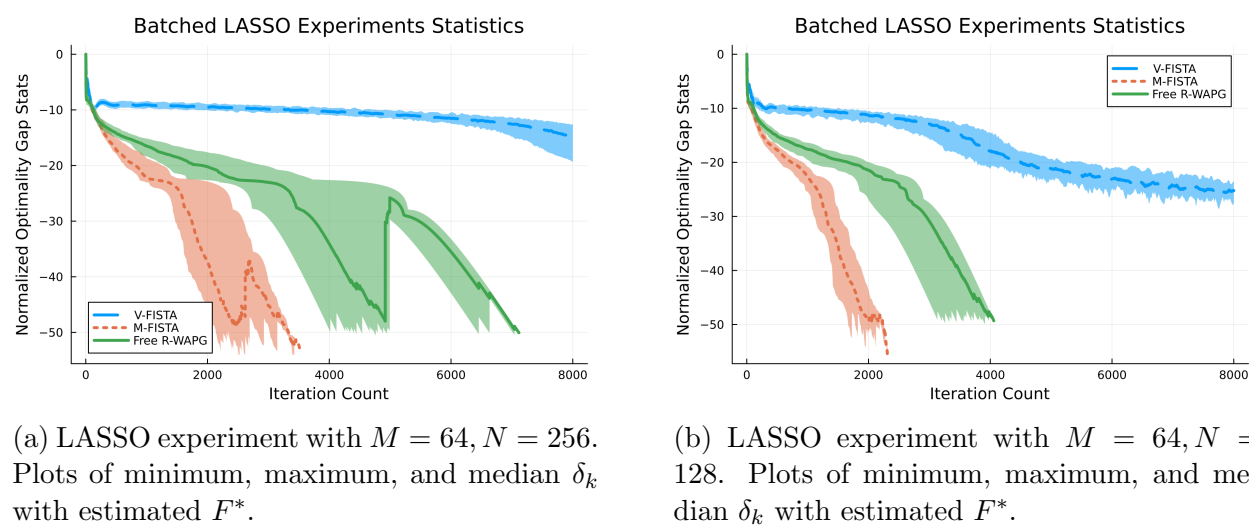 Batched LASSO Experiments Statistics
Normalized Optimality Gap Stats
0
−10
−20
−30
−40
−50
V-FISTA
M-FISTA
Free R-WAPG
0 2000 4000 6000 8000
Iteration Count
(a) LASSO experiment with M = 64, N = 256.
Plots of minimum, maximum, and median δₖ
with estimated F*.
Batched LASSO Experiments Statistics
Normalized Optimality Gap Stats
0
−10
−20
−30
−40
−50
V-FISTA
M-FISTA
Free R-WAPG
0 2000 4000 6000 8000
Iteration Count
(b) LASSO experiment with M = 64, N =
128. Plots of minimum, maximum, and me-
dian δₖ with estimated F*.